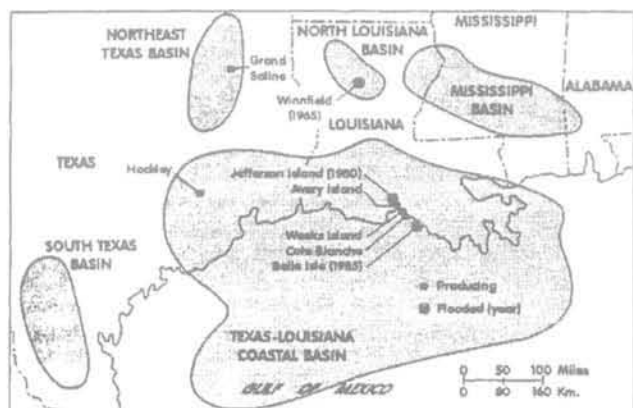 NORTHEAST
TEXAS BASIN
Grand
Saline
NORTH LOUISIANA
BASIN
Winnfield
(1965)
MISSISSIPPI
MISSISSIPPI
BASIN
ALABAMA
LOUISIANA
TEXAS
Hockley
Jefferson Island (1980)
Avery Island
Weeks Island
Cote Blanche
Belle Isle (1985)
SOUTH TEXAS
BASIN
Producing
Flooded (year)
TEXAS-LOUISIANA
COASTAL BASIN
GULF OF MEXICO
0 50 100 Miles
0 80 160 Km.